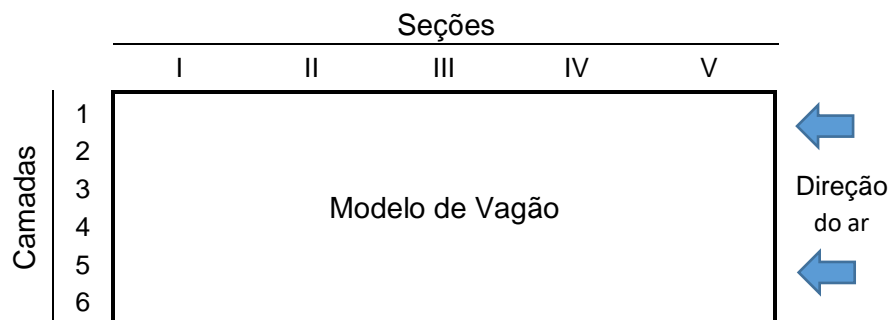 Seções
I II III IV V
Camadas
1
2
3
4
5
6
Modelo de Vagão
Direção
do ar